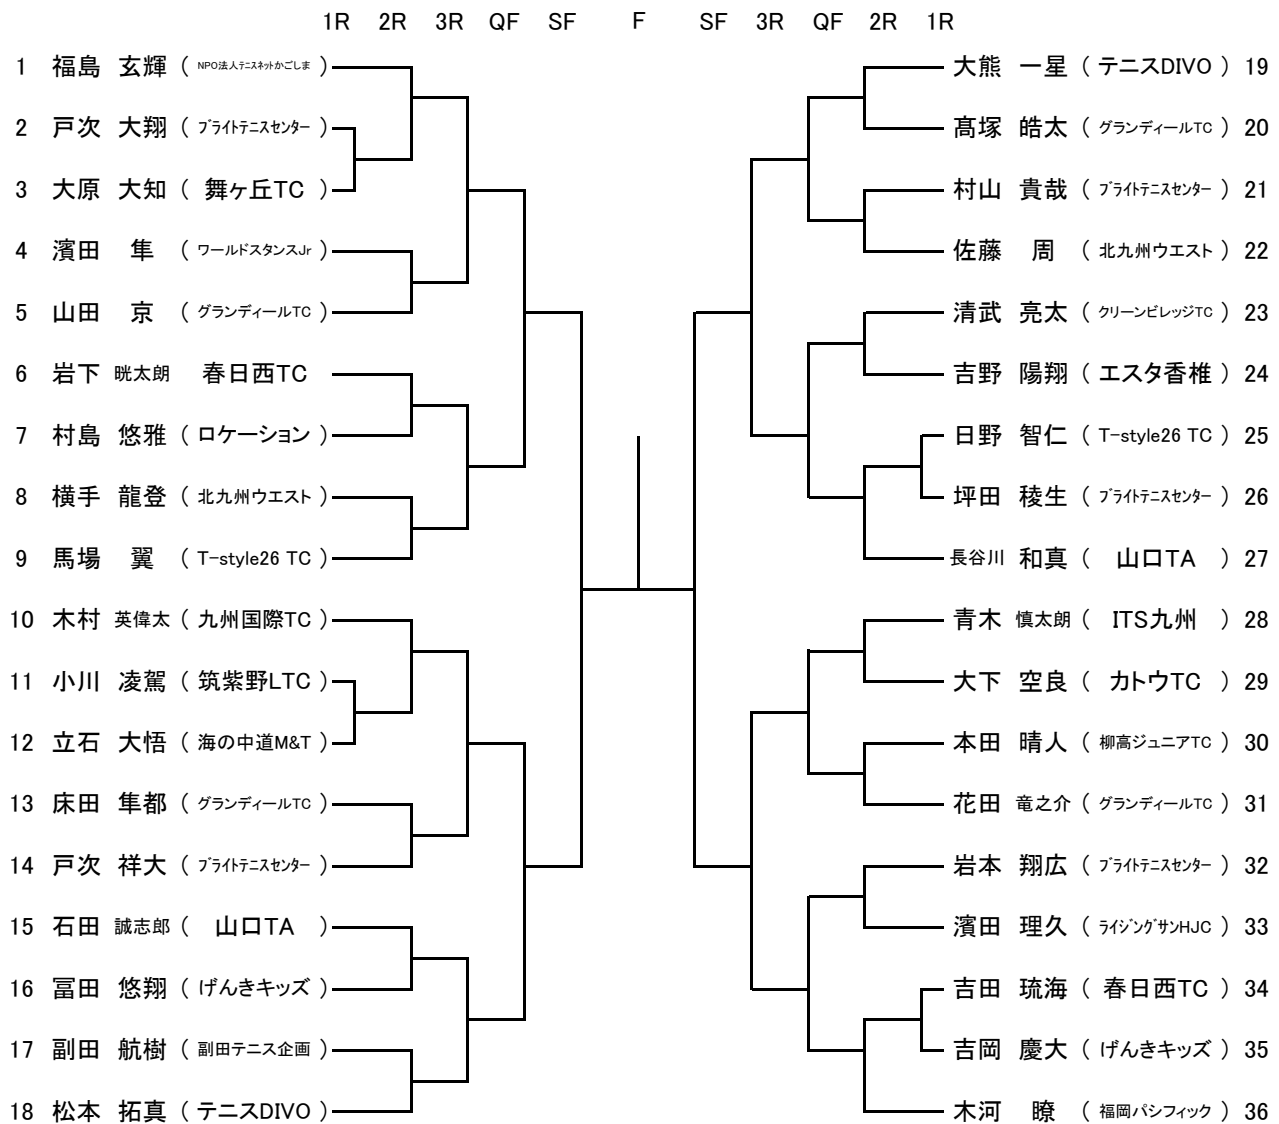 1R 2R 3R QF SF F SF 3R QF 2R 1R
1 福島 玄輝 ( NPO法人テニスネットかごしま )
2 戸次 大翔 ( ブライトテニスセンター )
3 大原 大知 ( 舞ヶ丘TC )
4 濱田 隼 ( ワールドスタンスJr )
5 山田 京 ( グランディールTC )
6 岩下 晄太朗 春日西TC
7 村島 悠雅 ( ロケーション )
8 横手 龍登 ( 北九州ウエスト )
9 馬場 翼 ( T-style26 TC )
10 木村 英偉太 ( 九州国際TC )
11 小川 凌駕 ( 筑紫野LTC )
12 立石 大悟 ( 海の中道M&T )
13 床田 隼都 ( グランディールTC )
14 戸次 祥大 ( ブライトテニスセンター )
15 石田 誠志郎 ( 山口TA )
16 冨田 悠翔 ( げんきキッズ )
17 副田 航樹 ( 副田テニス企画 )
18 松本 拓真 ( テニスDIVO )
大熊 一星 ( テニスDIVO ) 19
髙塚 皓太 ( グランディールTC ) 20
村山 貴哉 ( ブライトテニスセンター ) 21
佐藤 周 ( 北九州ウエスト ) 22
清武 亮太 ( クリーンビレッジTC ) 23
吉野 陽翔 ( エスタ香椎 ) 24
日野 智仁 ( T-style26 TC ) 25
坪田 稜生 ( ブライトテニスセンター ) 26
長谷川 和真 ( 山口TA ) 27
青木 慎太朗 ( ITS九州 ) 28
大下 空良 ( カトウTC ) 29
本田 晴人 ( 柳高ジュニアTC ) 30
花田 竜之介 ( グランディールTC ) 31
岩本 翔広 ( ブライトテニスセンター ) 32
濱田 理久 ( ライジングサンHJC ) 33
吉田 琉海 ( 春日西TC ) 34
吉岡 慶大 ( げんきキッズ ) 35
木河 瞭 ( 福岡パシフィック ) 36